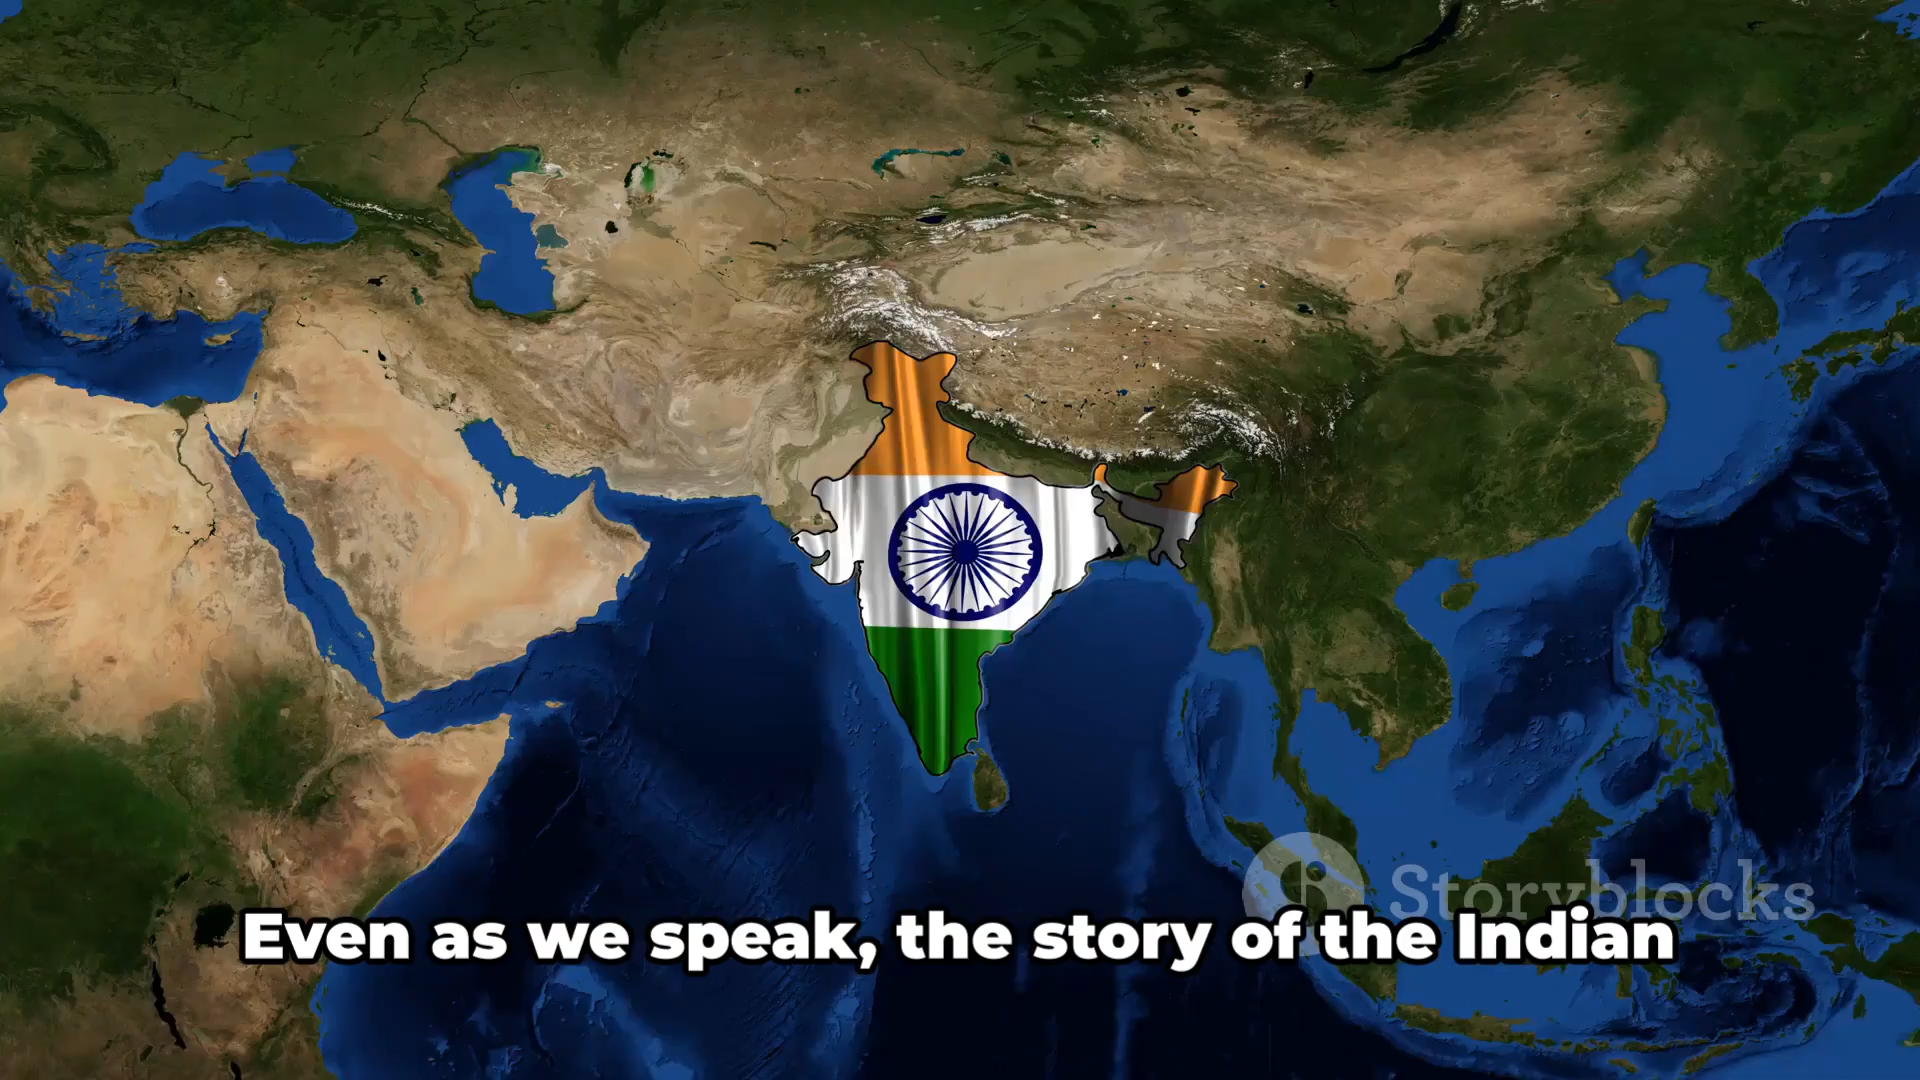 Storyblocks
Even as we speak, the story of the Indian